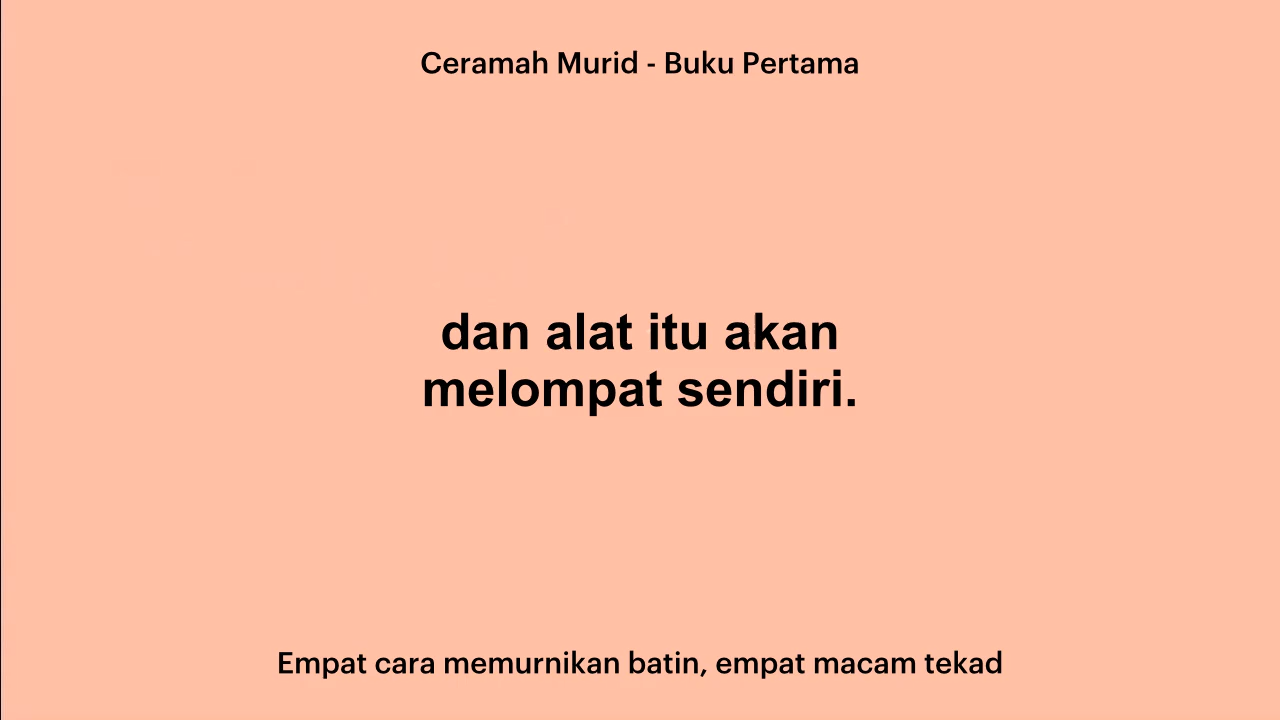 Ceramah Murid - Buku Pertama
dan alat itu akan
melompat sendiri.
Empat cara memurnikan batin, empat macam tekad